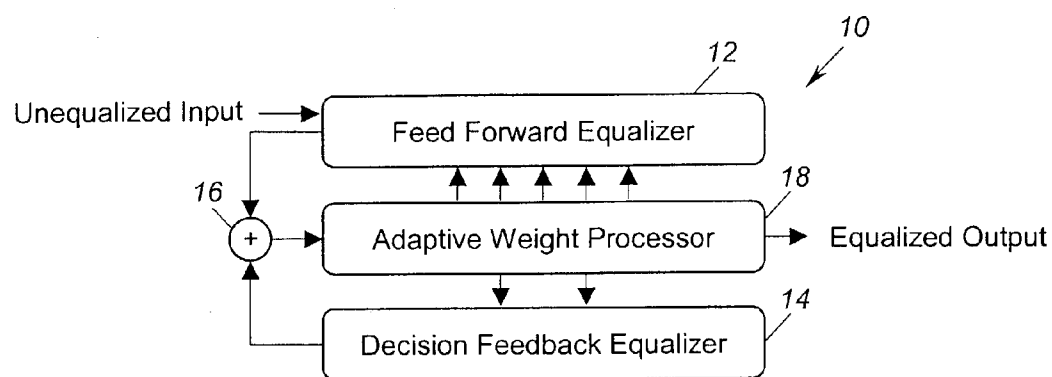 10
12
Unequalized Input
Feed Forward Equalizer
16
18
+
Adaptive Weight Processor
Equalized Output
14
Decision Feedback Equalizer